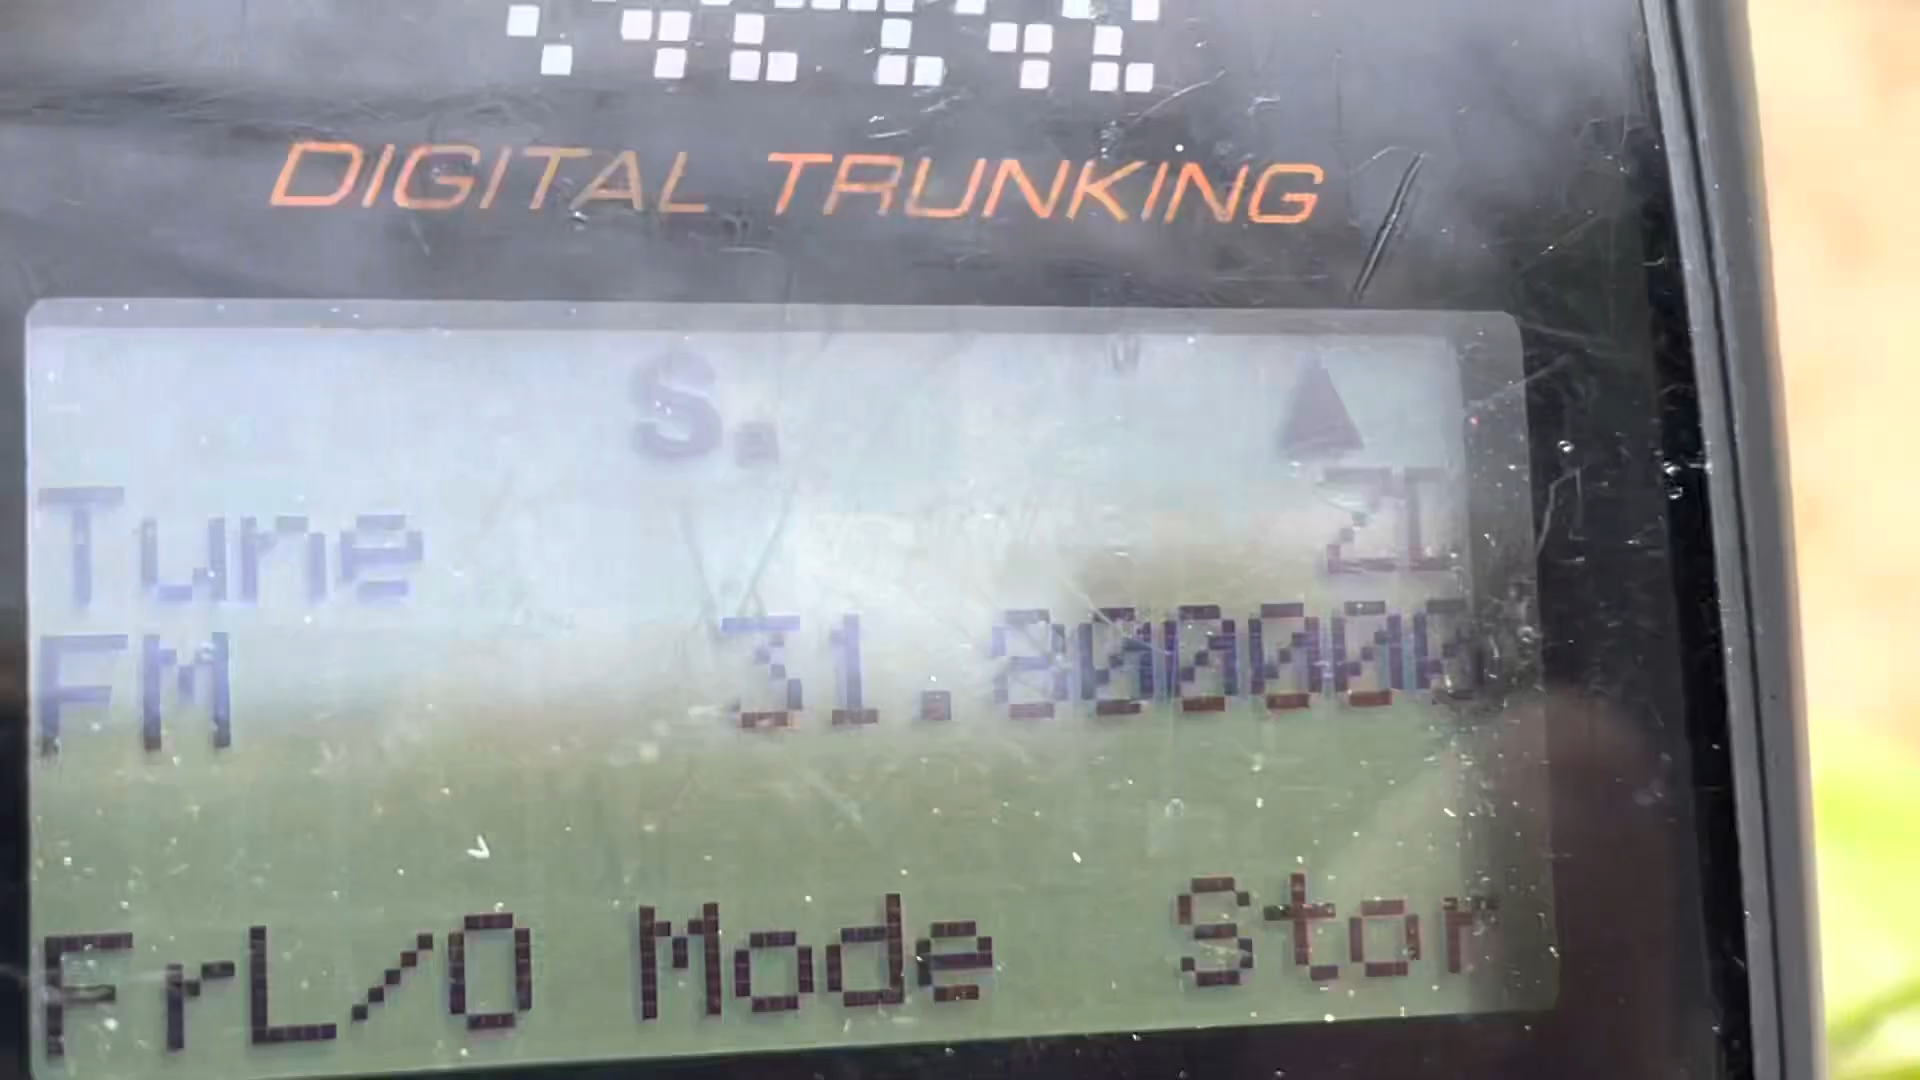 DIGITAL TRUNKING
S.
Tune
FM 31.800000
FrL/O Mode Stor